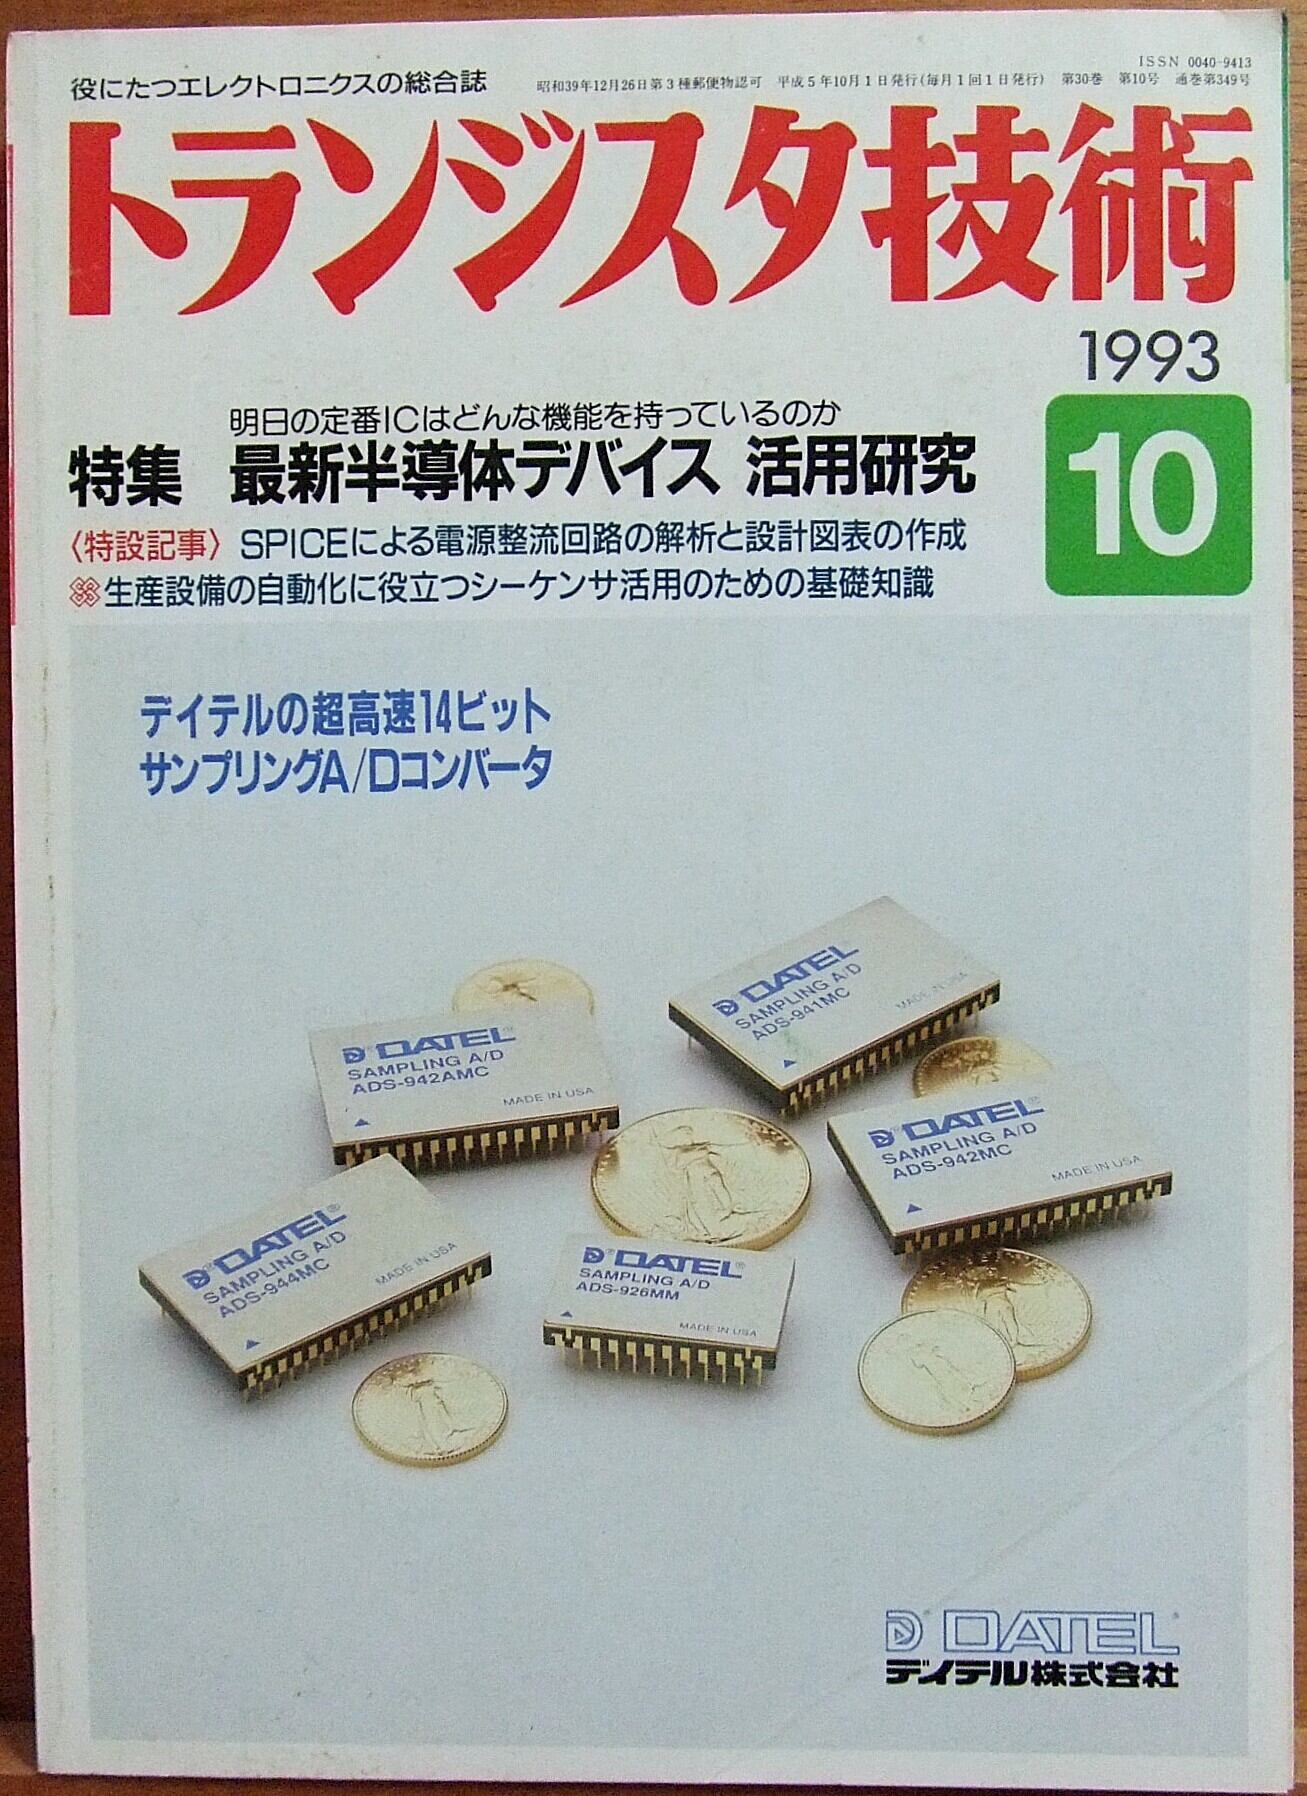 役にたつエレクトロニクスの総合誌
ISSN 0040-9413
昭和39年12月26日第3種郵便物認可 平成5年10月1日発行(毎月1回1日発行) 第30巻 第10号 通巻第349号
トランジスタ技術
1993
10
明日の定番ICはどんな機能を持っているのか
特集 最新半導体デバイス 活用研究
〈特設記事〉 SPICEによる電源整流回路の解析と設計図表の作成
生産設備の自動化に役立つシーケンサ活用のための基礎知識
デイテルの超高速14ビット
サンプリングA/Dコンバータ
DATEL
SAMPLING A/D
ADS-941MC
MADE IN USA
DATEL
SAMPLING A/D
ADS-942AMC
MADE IN USA
DATEL®
SAMPLING A/D
ADS-942MC
MADE IN USA
DATEL®
SAMPLING A/D
ADS-944MC
MADE IN USA
DATEL®
SAMPLING A/D
ADS-926MM
MADE IN USA
DATEL
デイテル株式会社